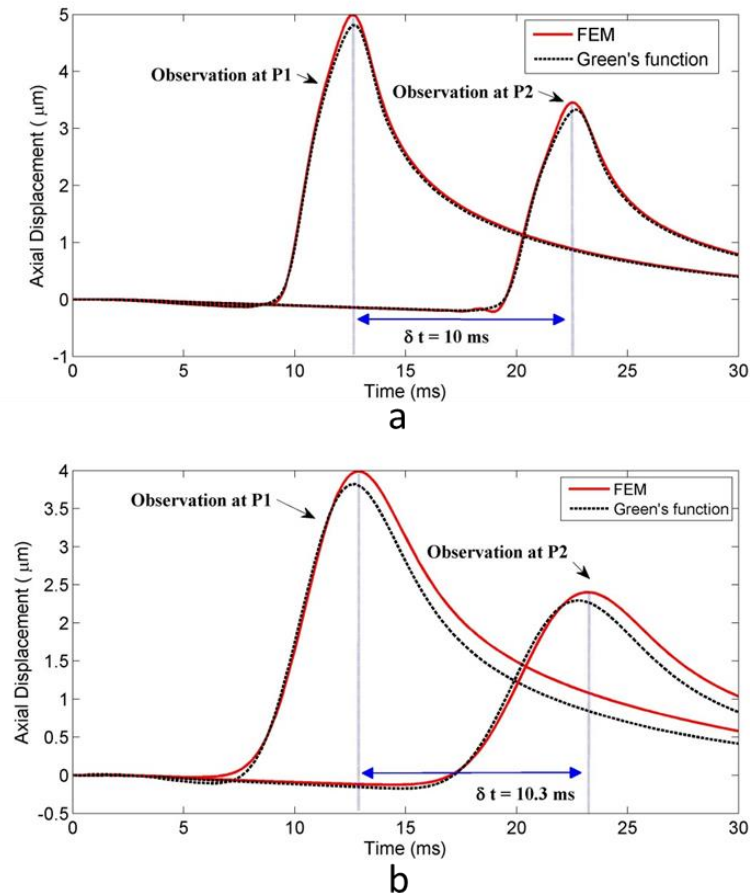 5
4
3
2
1
0
-1
Axial Displacement ( μm)
Observation at P1
Observation at P2
FEM
Green's function
δ t = 10 ms
0 5 10 15 20 25 30
Time (ms)
a
4
3.5
3
2.5
2
1.5
1
0.5
0
-0.5
Axial Displacement ( μm)
Observation at P1
Observation at P2
FEM
Green's function
δ t = 10.3 ms
0 5 10 15 20 25 30
Time (ms)
b